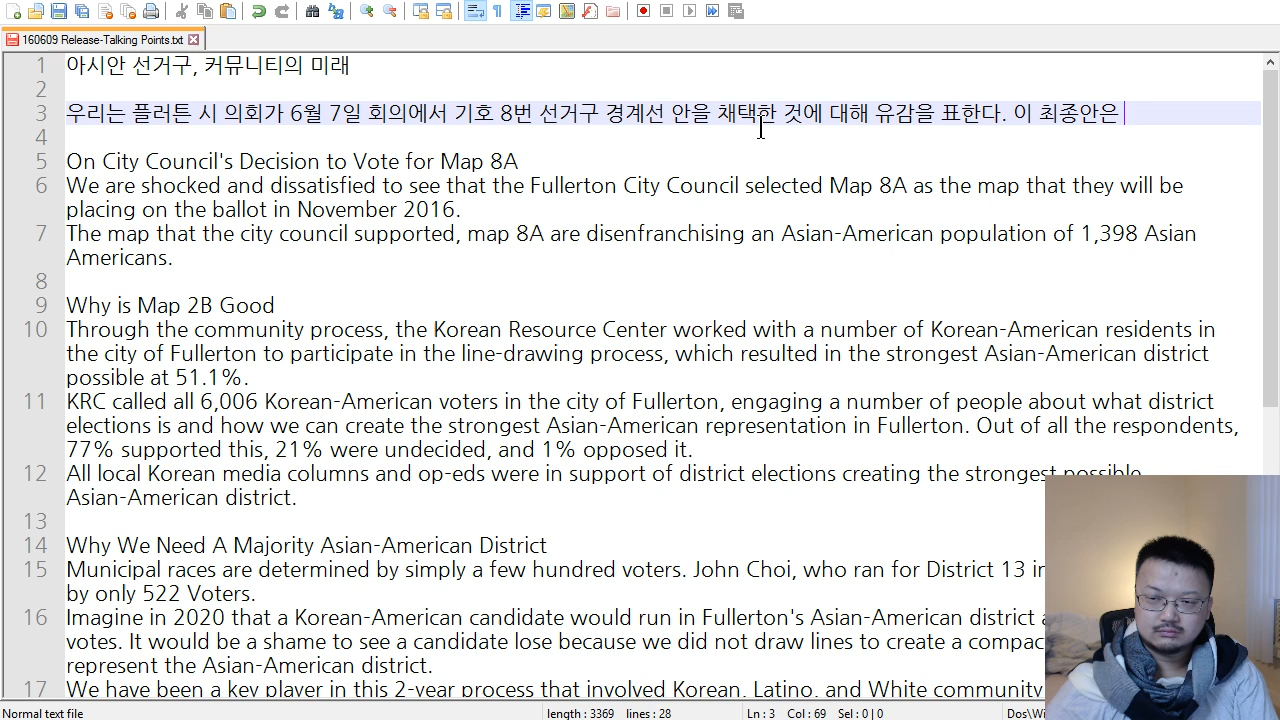 160609 Release-Talking Points.txt
1 아시안 선거구, 커뮤니티의 미래
2
3 우리는 플러튼 시 의회가 6월 7일 회의에서 기호 8번 선거구 경계선 안을 채택한 것에 대해 유감을 표한다. 이 최종안은
4
5 On City Council's Decision to Vote for Map 8A
6 We are shocked and dissatisfied to see that the Fullerton City Council selected Map 8A as the map that they will be
placing on the ballot in November 2016.
7 The map that the city council supported, map 8A are disenfranchising an Asian-American population of 1,398 Asian
Americans.
8
9 Why is Map 2B Good
10 Through the community process, the Korean Resource Center worked with a number of Korean-American residents in
the city of Fullerton to participate in the line-drawing process, which resulted in the strongest Asian-American district
possible at 51.1%.
11 KRC called all 6,006 Korean-American voters in the city of Fullerton, engaging a number of people about what district
elections is and how we can create the strongest Asian-American representation in Fullerton. Out of all the respondents,
77% supported this, 21% were undecided, and 1% opposed it.
12 All local Korean media columns and op-eds were in support of district elections creating the strongest possible
Asian-American district.
13
14 Why We Need A Majority Asian-American District
15 Municipal races are determined by simply a few hundred voters. John Choi, who ran for District 13 in
by only 522 Voters.
16 Imagine in 2020 that a Korean-American candidate would run in Fullerton's Asian-American district
votes. It would be a shame to see a candidate lose because we did not draw lines to create a
represent the Asian-American district.
17 We have been a key player in this 2-year process that involved Korean, Latino, and White community
Normal text file length : 3369 lines : 28 Ln : 3 Col : 69 Sel : 0 | 0